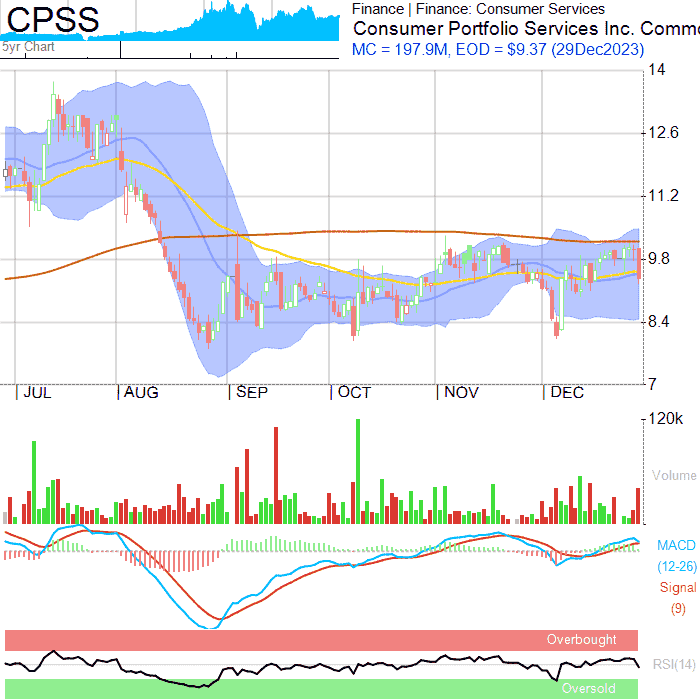 CPSS
5yr Chart
Finance | Finance: Consumer Services
Consumer Portfolio Services Inc. Commo
MC = 197.9M, EOD = $9.37 (29Dec2023)
14
12.6
11.2
9.8
8.4
7
JUL AUG SEP OCT NOV DEC
120k
Volume
MACD
(12-26)
Signal
(9)
Overbought
RSI(14)
Oversold